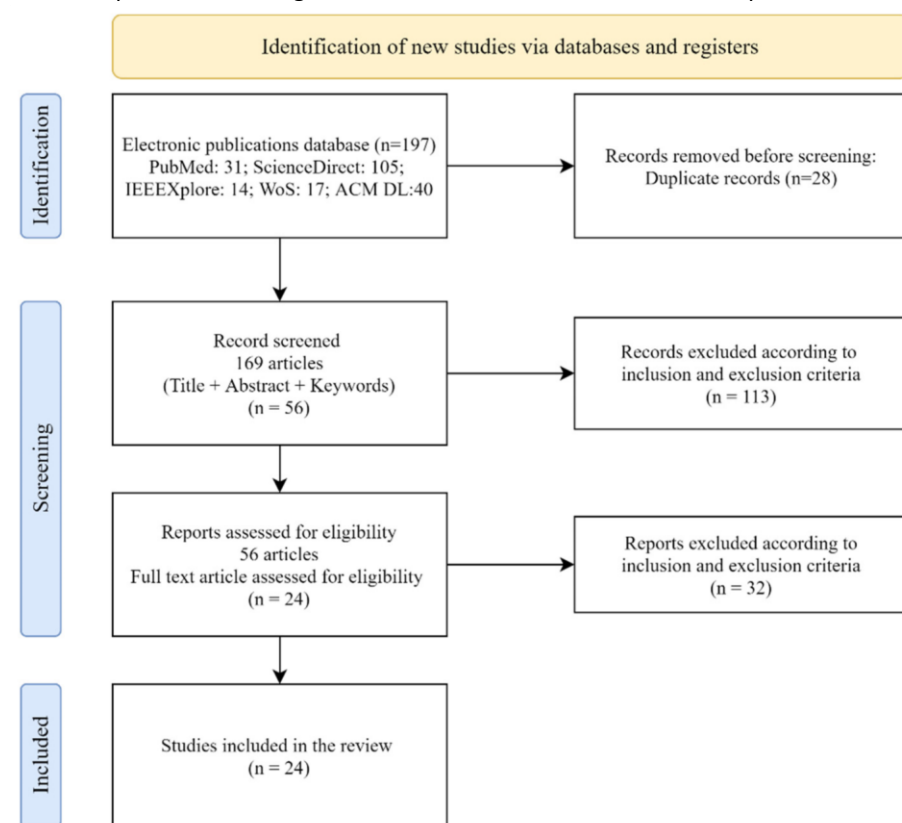 Identification of new studies via databases and registers
Identification
Electronic publications database (n=197)
PubMed: 31; ScienceDirect: 105;
IEEEXplore: 14; WoS: 17; ACM DL:40
Records removed before screening:
Duplicate records (n=28)
Screening
Record screened
169 articles
(Title + Abstract + Keywords)
(n = 56)
Records excluded according to
inclusion and exclusion criteria
(n = 113)
Reports assessed for eligibility
56 articles
Full text article assessed for eligibility
(n = 24)
Reports excluded according to
inclusion and exclusion criteria
(n = 32)
Included
Studies included in the review
(n = 24)